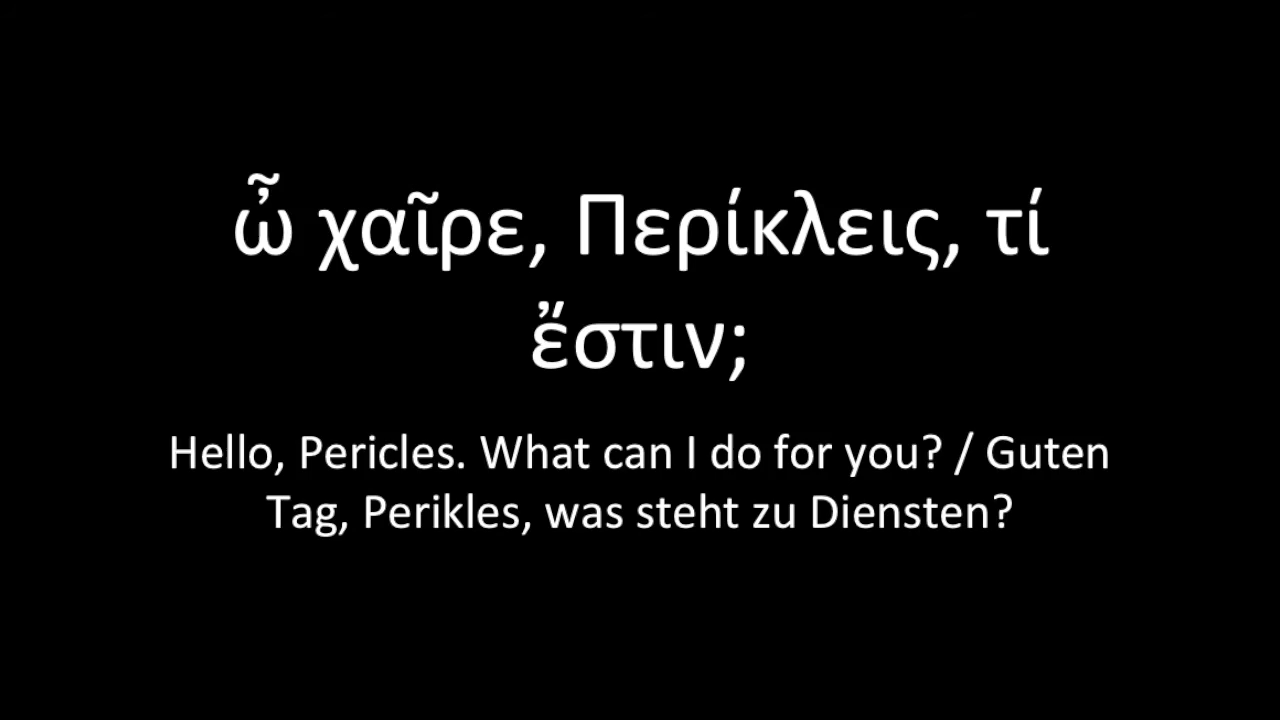 ὦ χαῖρε, Περίκλεις, τί
ἔστιν;
Hello, Pericles. What can I do for you? / Guten
Tag, Perikles, was steht zu Diensten?